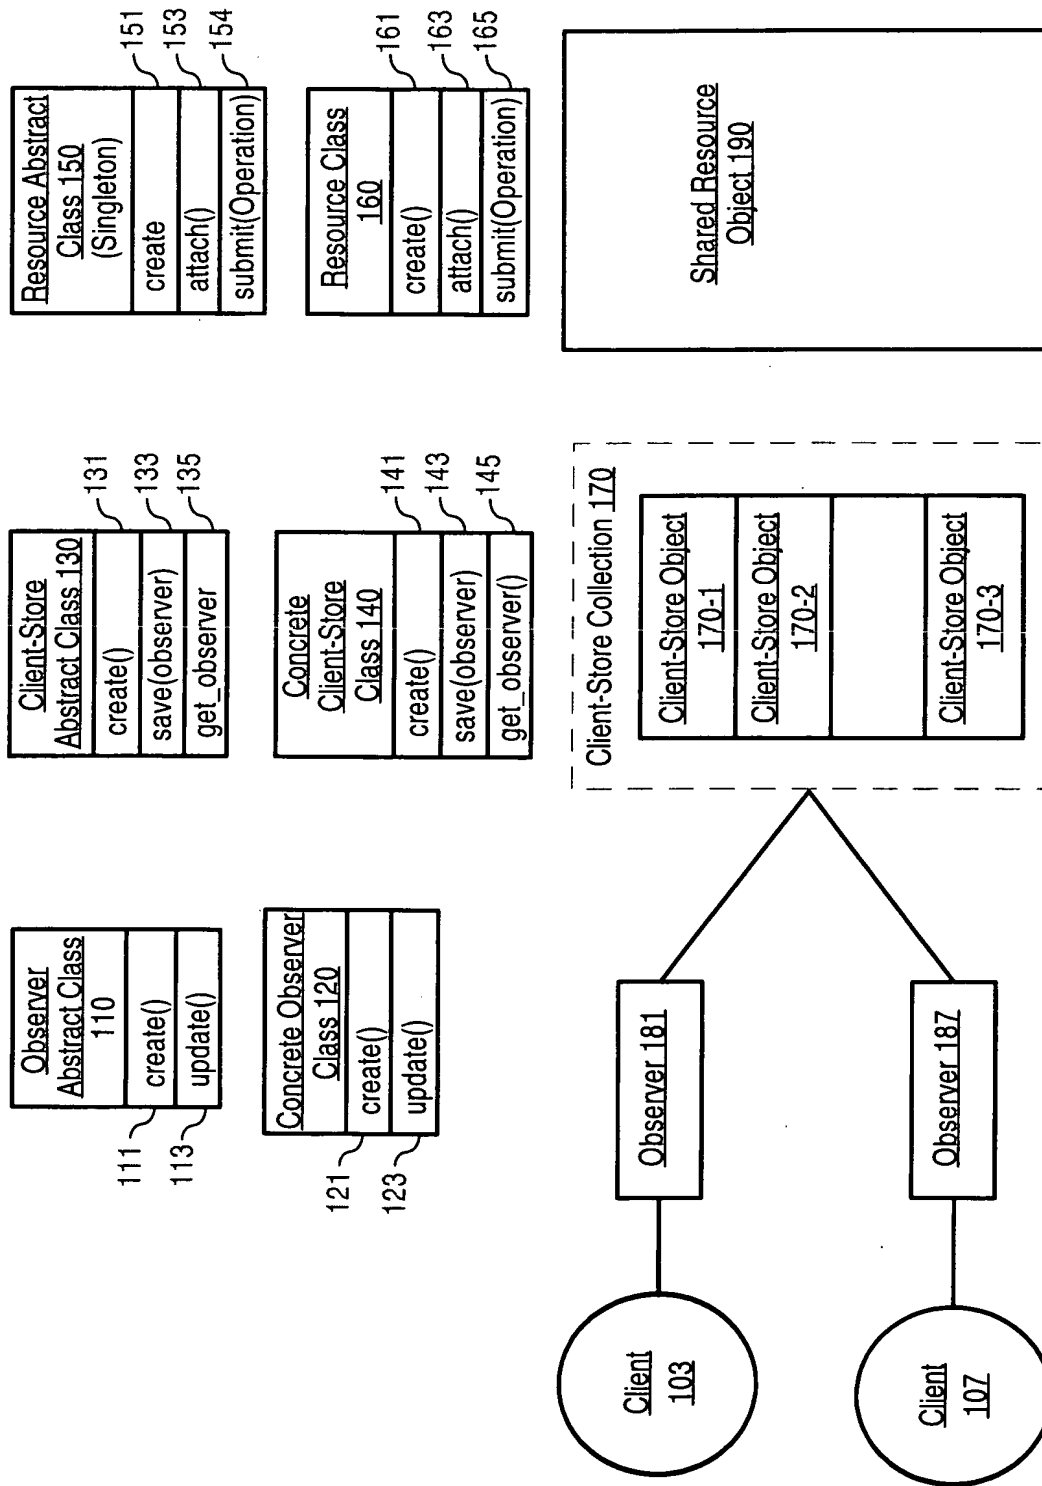 Observer
Abstract Class
110
create()
update()
111
113
Client-Store
Abstract Class 130
create()
save(observer)
get_observer
131
133
135
Resource Abstract
Class 150
(Singleton)
create
attach()
submit(Operation)
151
153
154
Concrete Observer
Class 120
create()
update()
121
123
Concrete
Client-Store
Class 140
create()
save(observer)
get_observer()
141
143
145
Resource Class
160
create()
attach()
submit(Operation)
161
163
165
Client
103
Observer 181
Client
107
Observer 187
Client-Store Collection 170
Client-Store Object
170-1
Client-Store Object
170-2
Client-Store Object
170-3
Shared Resource
Object 190